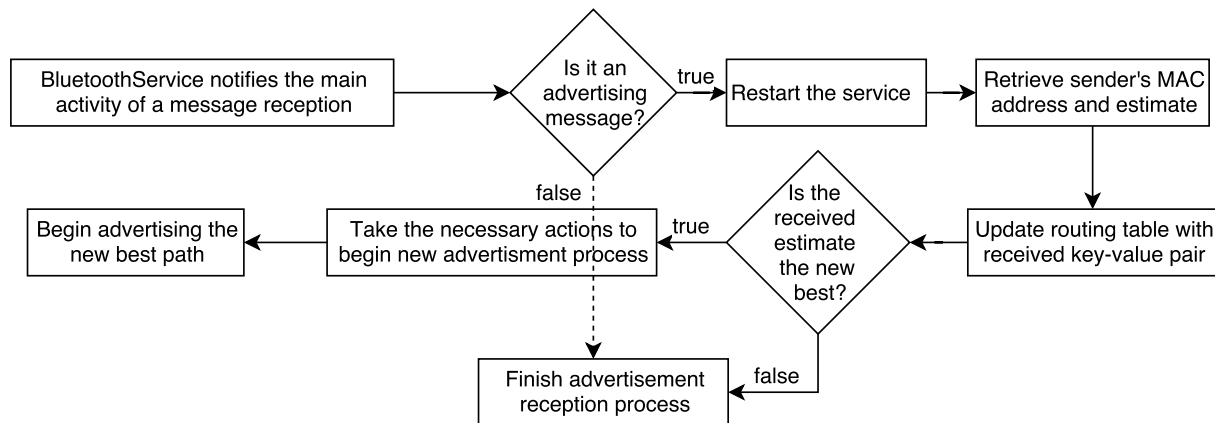 BluetoothService notifies the main
activity of a message reception
Is it an
advertising
message?
true
Restart the service
Retrieve sender's MAC
address and estimate
false
Begin advertising the
new best path
Take the necessary actions to
begin new advertisment process
true
Is the
received
estimate
the new
best?
Update routing table with
received key-value pair
Finish advertisement
reception process
false